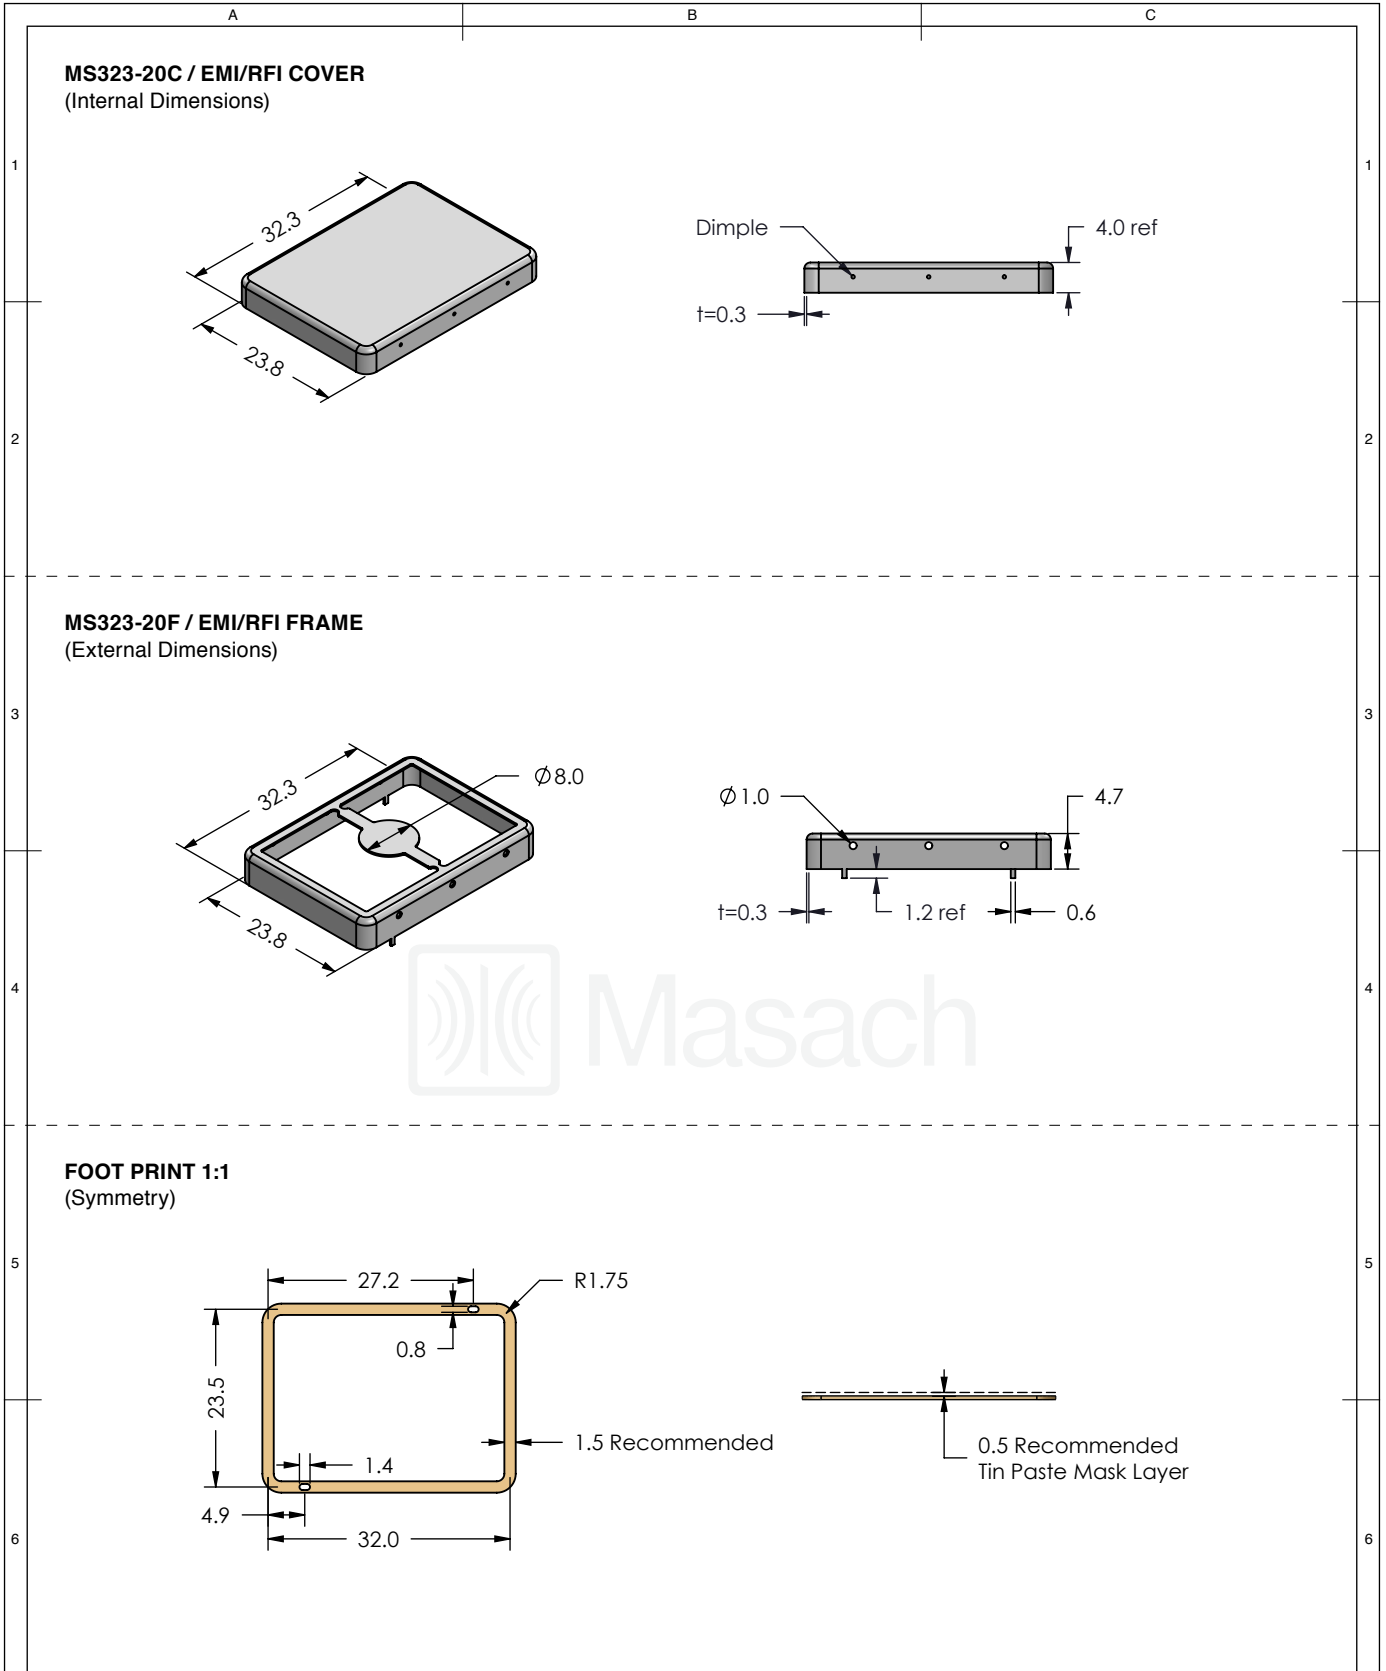 A B C
MS323-20C / EMI/RFI COVER
(Internal Dimensions)
1 1
32.3
Dimple
4.0 ref
t=0.3
23.8
2 2
MS323-20F / EMI/RFI FRAME
(External Dimensions)
3 3
32.3
Ø8.0
Ø1.0
4.7
t=0.3
1.2 ref
0.6
23.8
4 4
Masach
FOOT PRINT 1:1
(Symmetry)
5 5
27.2
R1.75
0.8
23.5
1.5 Recommended
0.5 Recommended
Tin Paste Mask Layer
1.4
4.9
32.0
6 6